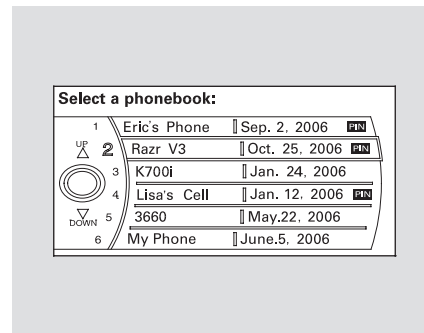 Select a phonebook:
1 Eric's Phone Sep. 2, 2006 PIN
UP 2 Razr V3 Oct. 25, 2006 PIN
3 K700i Jan. 24, 2006
4 Lisa's Cell Jan. 12, 2006 PIN
DOWN 5 3660 May.22, 2006
6 My Phone June.5, 2006